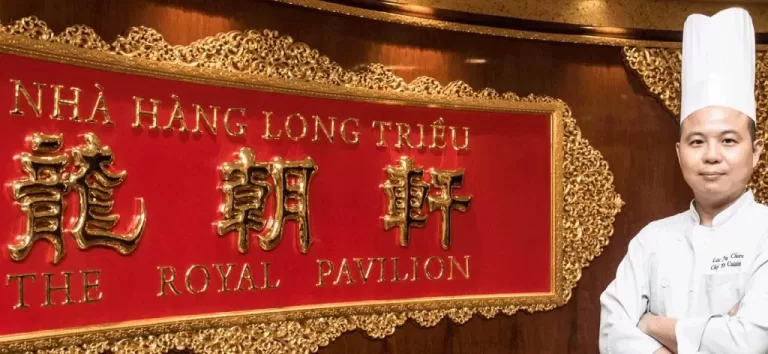 NHÀ HÀNG LONG TRIỀU
龍朝軒
THE ROYAL PAVILION